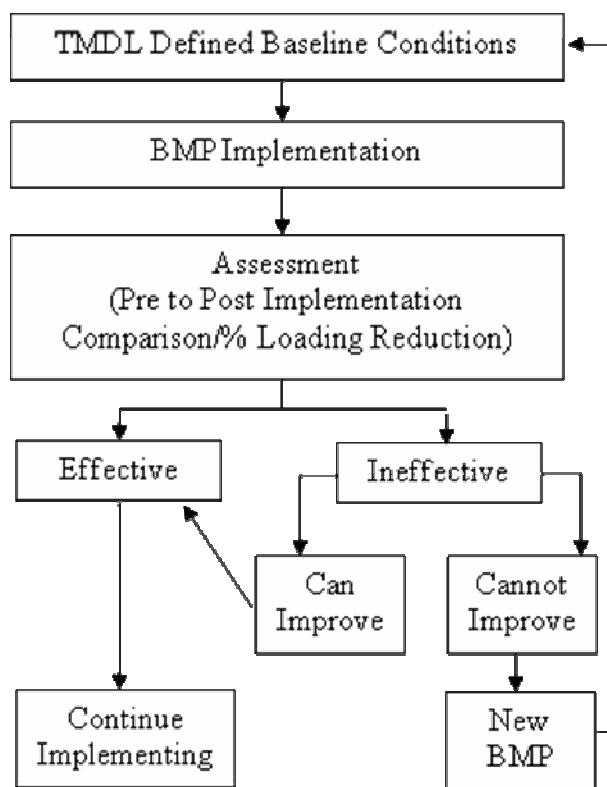 TMDL Defined Baseline Conditions
BMP Implementation
Assessment
(Pre to Post Implementation
Comparison/% Loading Reduction)
Effective
Ineffective
Can
Improve
Cannot
Improve
Continue
Implementing
New
BMP